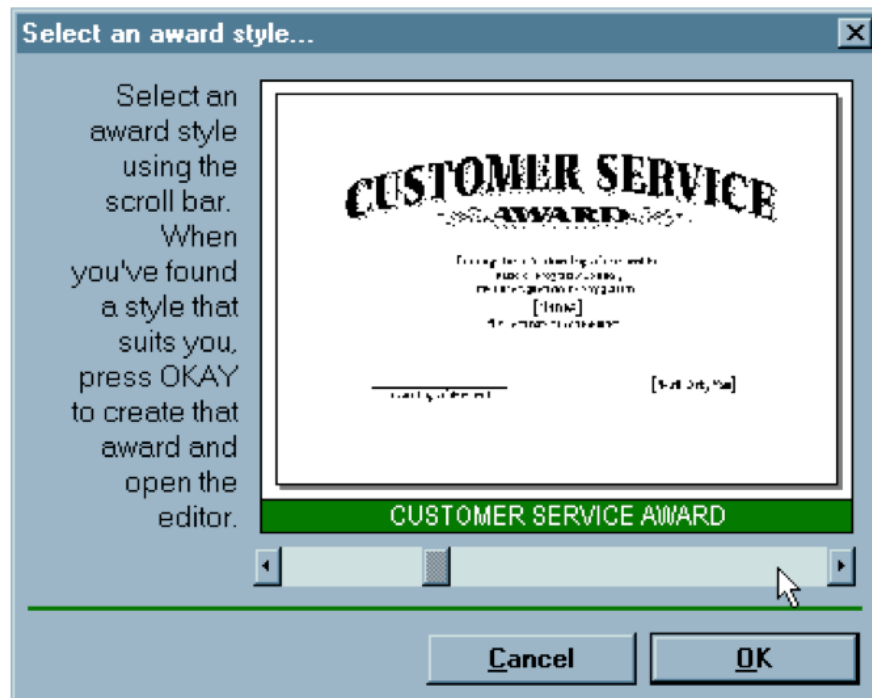 Select an award style...
Select an
award style
using the
scroll bar.
When
you've found
a style that
suits you,
press OKAY
to create that
award and
open the
editor.
CUSTOMER SERVICE
AWARD
CUSTOMER SERVICE AWARD
Cancel
OK